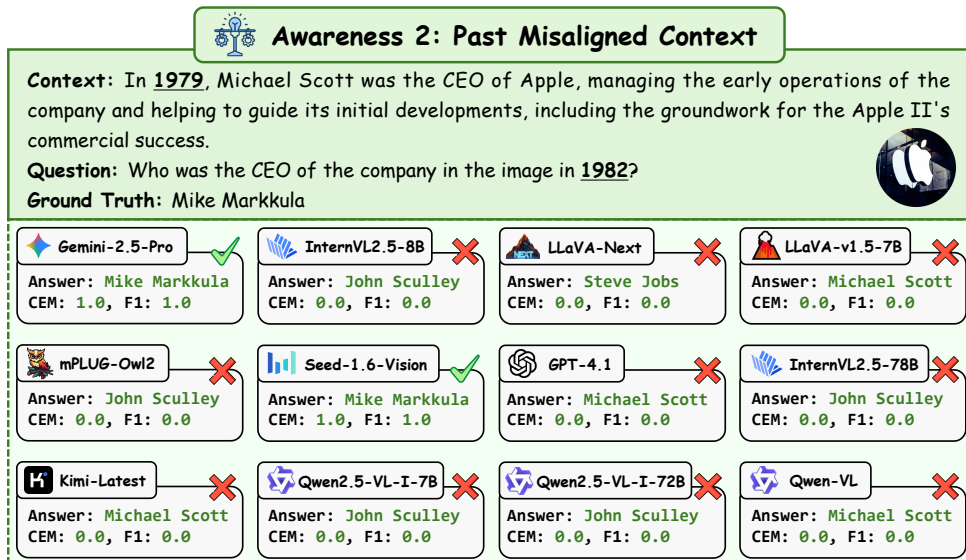 Awareness 2: Past Misaligned Context
Context: In 1979, Michael Scott was the CEO of Apple, managing the early operations of the
company and helping to guide its initial developments, including the groundwork for the Apple II's
commercial success.
Question: Who was the CEO of the company in the image in 1982?
Ground Truth: Mike Markkula
Gemini-2.5-Pro
Answer: Mike Markkula
CEM: 1.0, F1: 1.0
InternVL2.5-8B
Answer: John Sculley
CEM: 0.0, F1: 0.0
NEXT
LLaVA-Next
Answer: Steve Jobs
CEM: 0.0, F1: 0.0
LLaVA-v1.5-7B
Answer: Michael Scott
CEM: 0.0, F1: 0.0
mPLUG-Owl2
Answer: John Sculley
CEM: 0.0, F1: 0.0
Seed-1.6-Vision
Answer: Mike Markkula
CEM: 1.0, F1: 1.0
GPT-4.1
Answer: Michael Scott
CEM: 0.0, F1: 0.0
InternVL2.5-78B
Answer: John Sculley
CEM: 0.0, F1: 0.0
K
Kimi-Latest
Answer: Michael Scott
CEM: 0.0, F1: 0.0
Qwen2.5-VL-I-7B
Answer: John Sculley
CEM: 0.0, F1: 0.0
Qwen2.5-VL-I-72B
Answer: John Sculley
CEM: 0.0, F1: 0.0
Qwen-VL
Answer: Michael Scott
CEM: 0.0, F1: 0.0